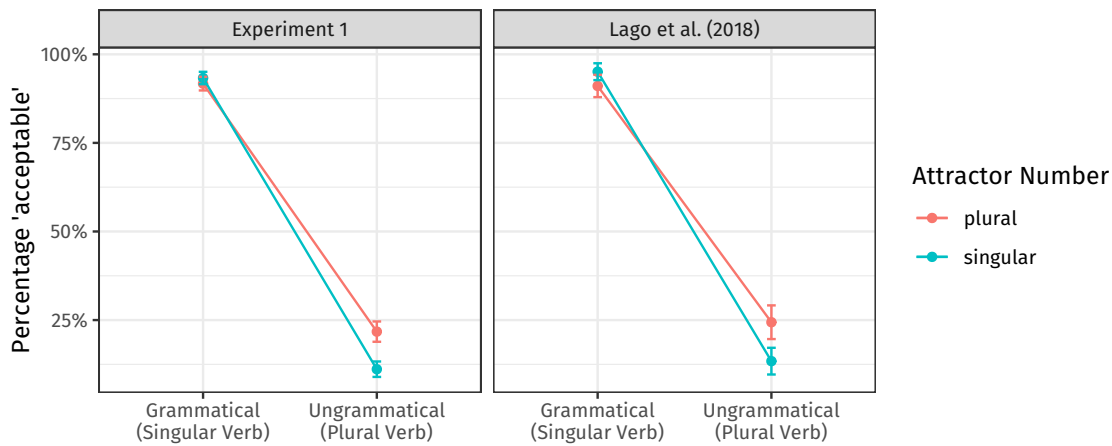 Experiment 1
Lago et al. (2018)
Percentage 'acceptable'
100%
75%
50%
25%
Grammatical
(Singular Verb)
Ungrammatical
(Plural Verb)
Grammatical
(Singular Verb)
Ungrammatical
(Plural Verb)
Attractor Number
plural
singular